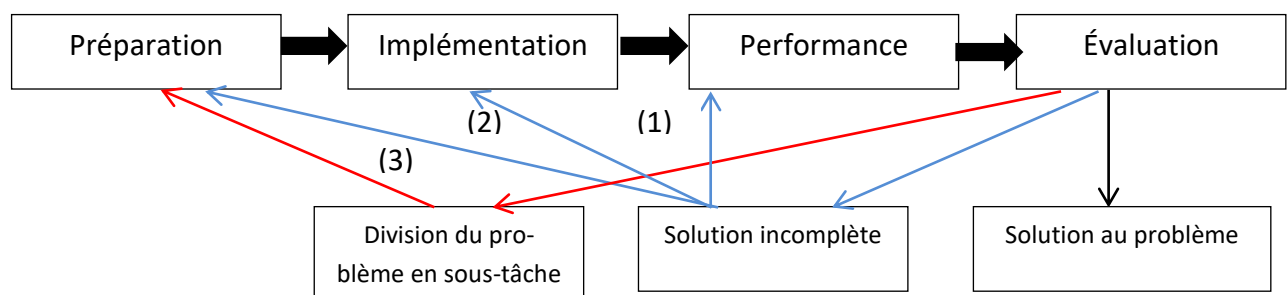 Préparation
Implémentation
Performance
Évaluation
(2)
(1)
(3)
Division du pro-
blème en sous-tâche
Solution incomplète
Solution au problème